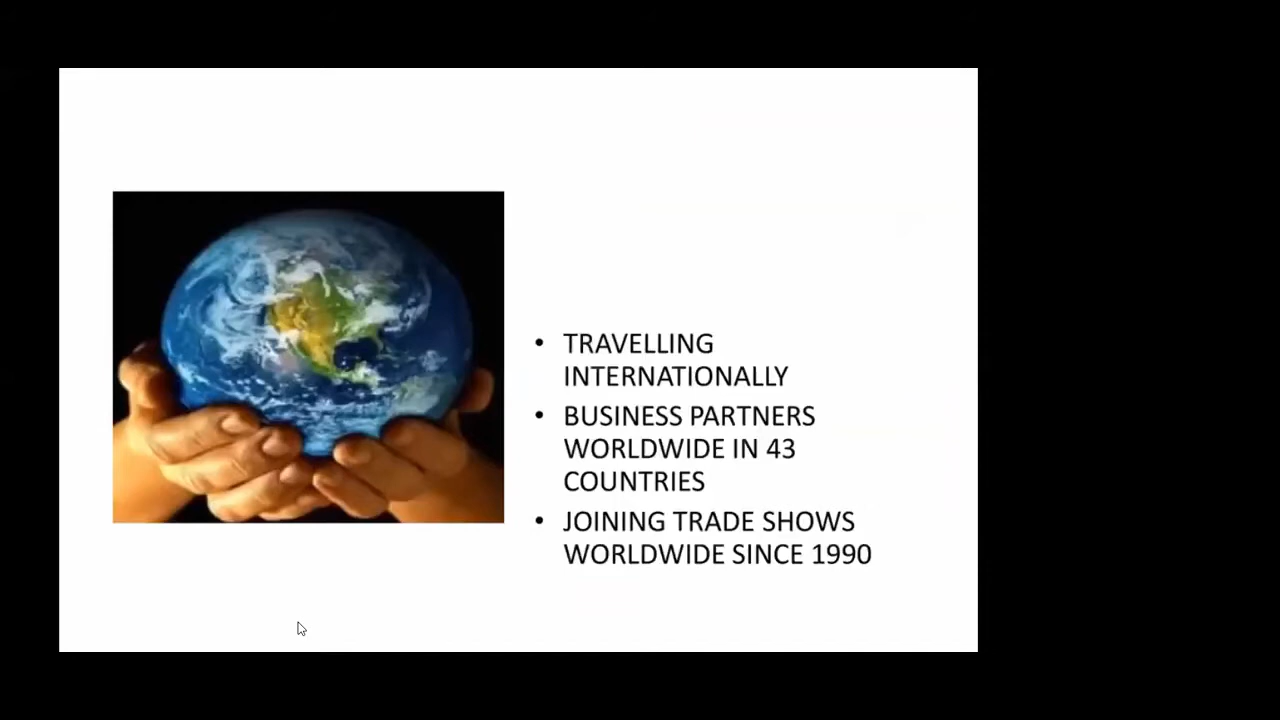 • TRAVELLING
INTERNATIONALLY
• BUSINESS PARTNERS
WORLDWIDE IN 43
COUNTRIES
• JOINING TRADE SHOWS
WORLDWIDE SINCE 1990